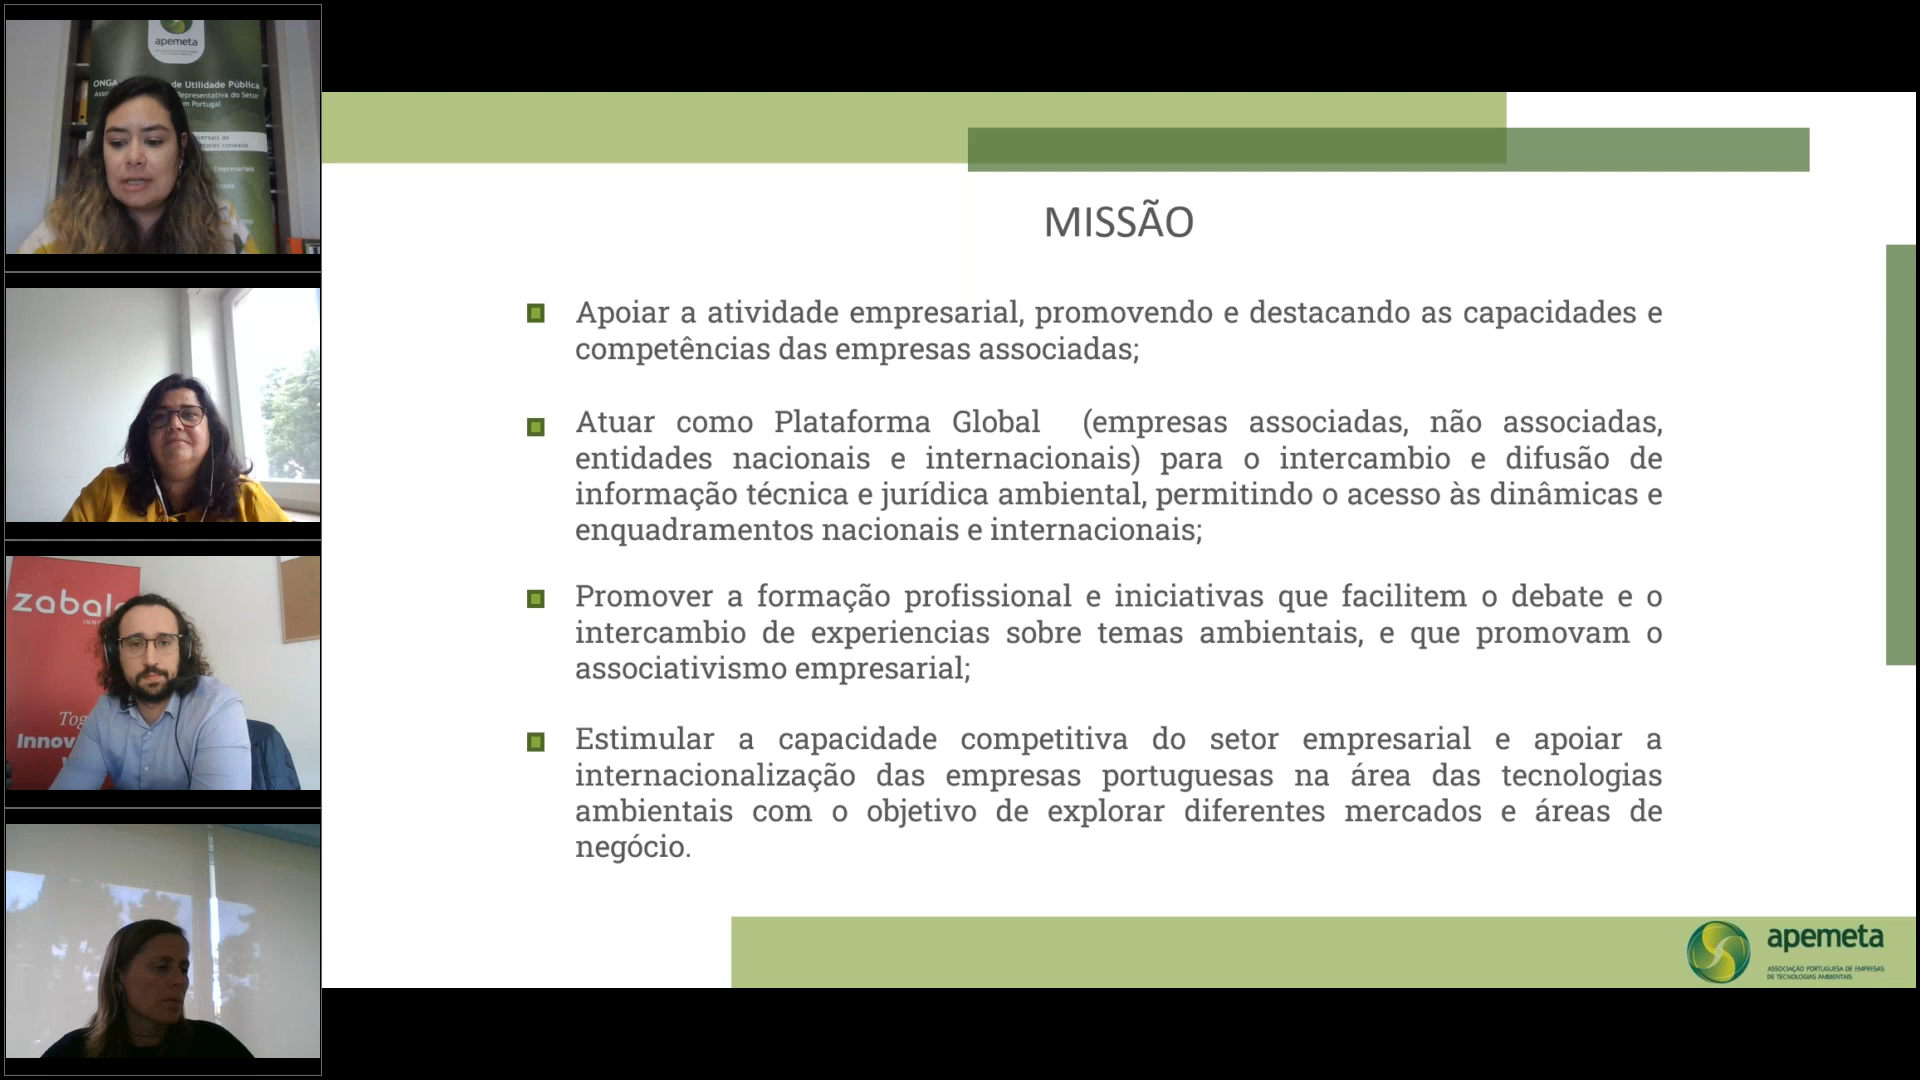 apemeta
ONGA
de Utilidade Pública
Representativa do Setor
m Portugal
Empresariais
zabal
Tog
Innov
MISSÃO
Apoiar a atividade empresarial, promovendo e destacando as capacidades e
competências das empresas associadas;
Atuar como Plataforma Global (empresas associadas, não associadas,
entidades nacionais e internacionais) para o intercambio e difusão de
informação técnica e jurídica ambiental, permitindo o acesso às dinâmicas e
enquadramentos nacionais e internacionais;
Promover a formação profissional e iniciativas que facilitem o debate e o
intercambio de experiencias sobre temas ambientais, e que promovam o
associativismo empresarial;
Estimular a capacidade competitiva do setor empresarial e apoiar a
internacionalização das empresas portuguesas na área das tecnologias
ambientais com o objetivo de explorar diferentes mercados e áreas de
negócio.
apemeta
ASSOCIAÇÃO PORTUGUESA DE EMPRESAS
DE TECNOLOGIAS AMBIENTAIS